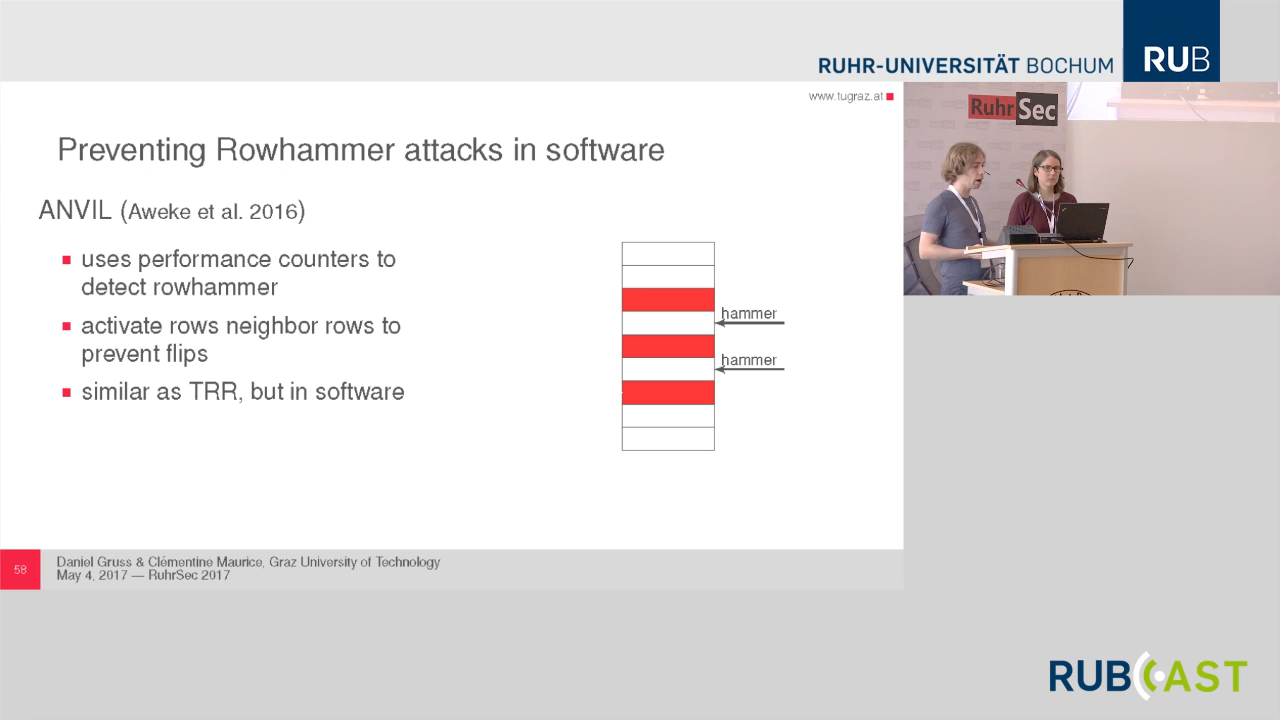 RUHR-UNIVERSITÄT BOCHUM
RUB
www.tugraz.at
RuhrSec
Preventing Rowhammer attacks in software
ANVIL (Aweke et al. 2016)
uses performance counters to
detect rowhammer
activate rows neighbor rows to
prevent flips
similar as TRR, but in software
hammer
hammer
58
Daniel Gruss & Clémentine Maurice, Graz University of Technology
May 4, 2017 — RuhrSec 2017
RUBCAST